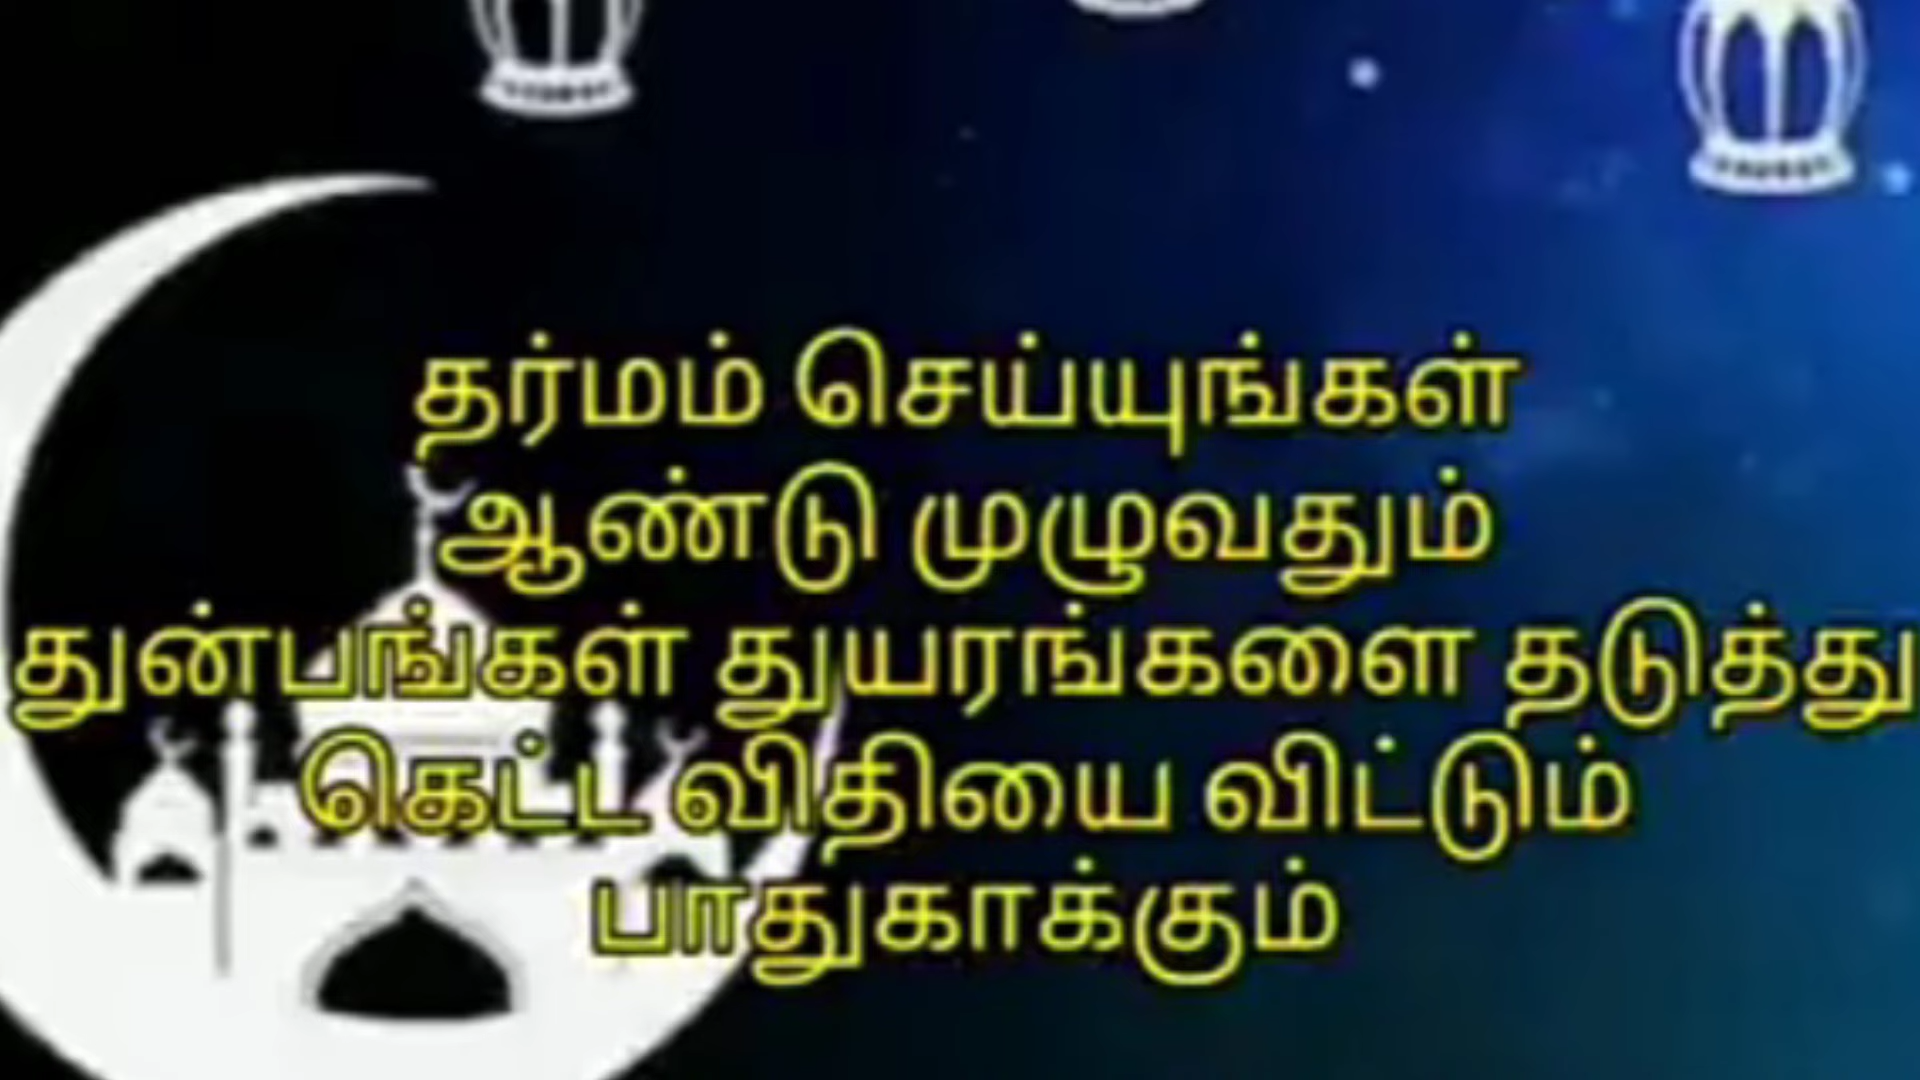 தர்மம் செய்யுங்கள்
ஆண்டு முழுவதும்
துன்பங்கள் துயரங்களை தடுத்து
கெட்ட விதியை விட்டும்
பாதுகாக்கும்